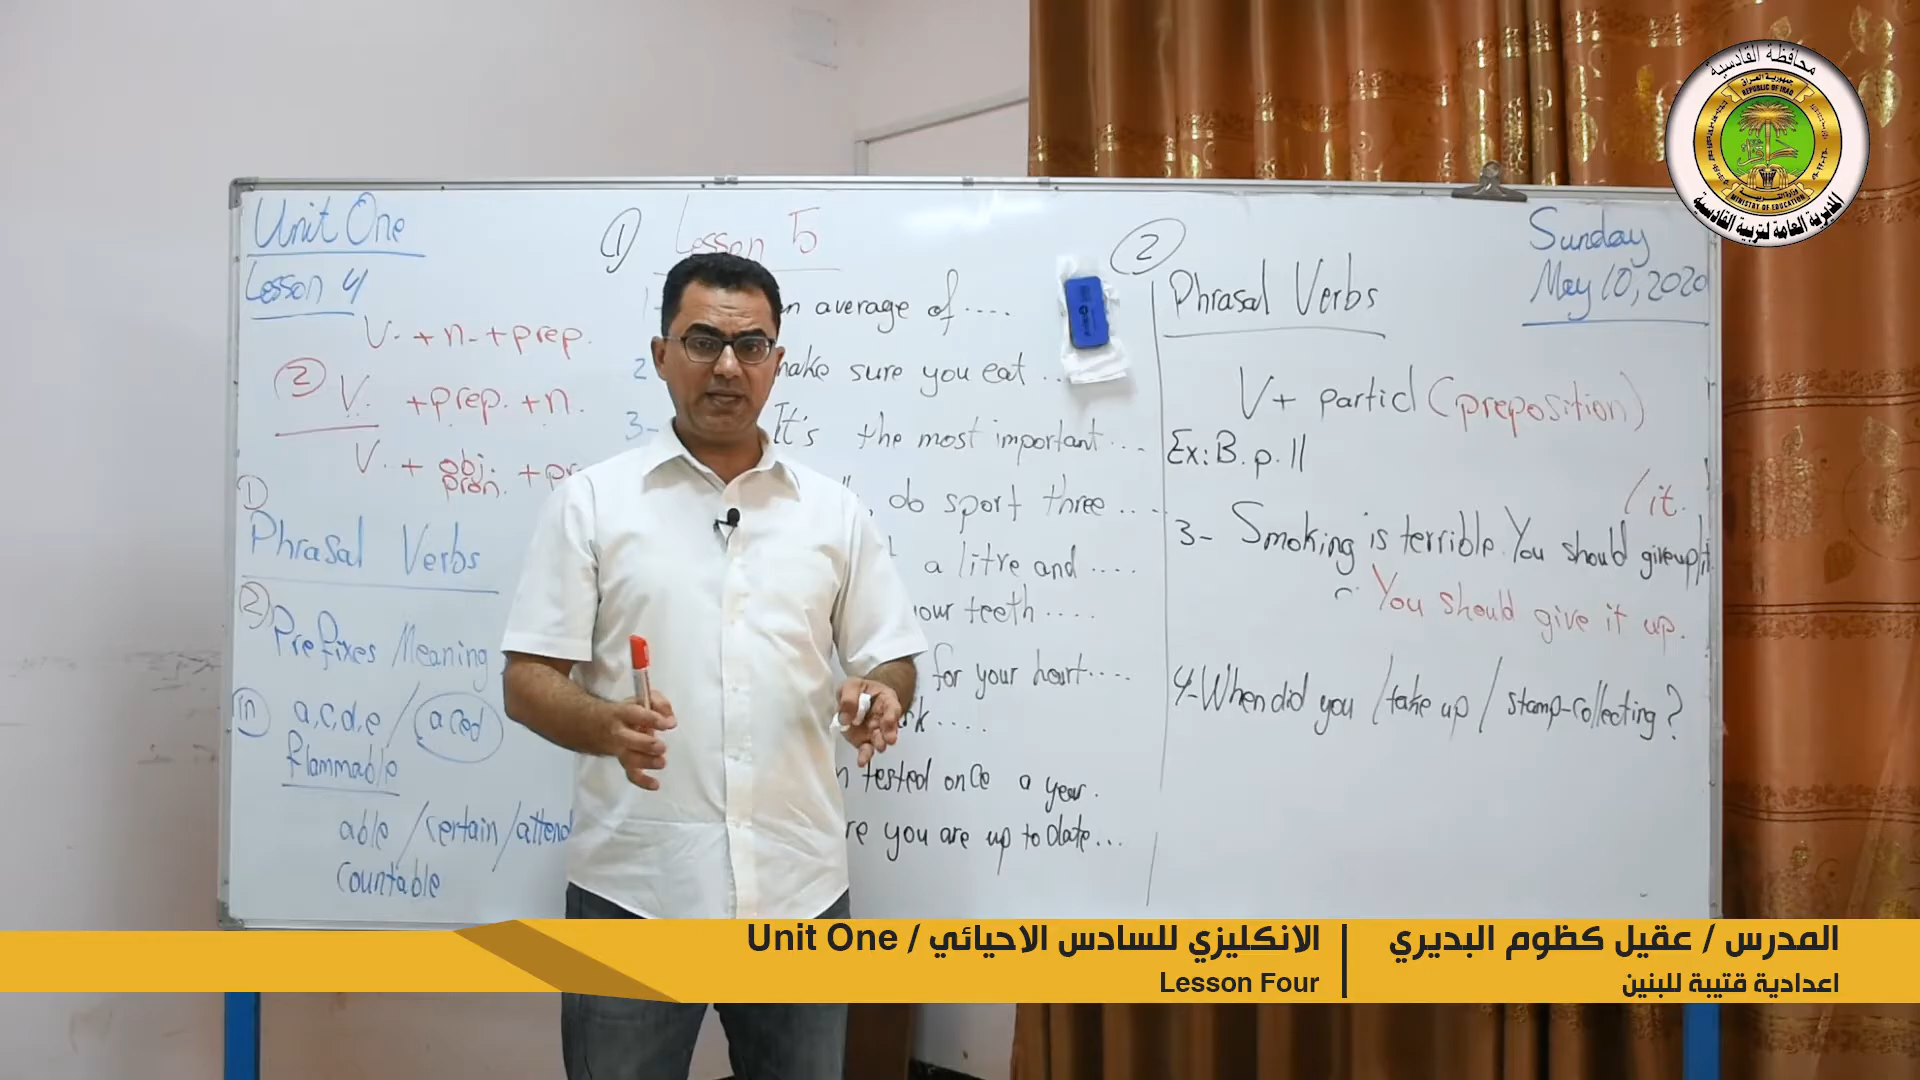 Unit One
Lesson 4
V. + n. + prep.
2 V. + prep. + n.
V. + obj. pron. +
1
Phrasal Verbs
2
Prefixes / Meaning
in a,c,d,e / aced
flammable
able / certain / attend
countable
1 Lesson 5
n average of ....
2 make sure you eat ..
3- It's the most important ...
do sport three ....
a litre and ....
our teeth ....
for your heart ....
k ....
n tested once a year.
re you are up to date...
2
Phrasal Verbs
Sunday
May 10, 2020
V + particl (preposition)
Ex: B. p. 11
/it.
3- Smoking is terrible. You should give up/it
You should give it up.
4- When did you / take up / stamp-collecting?
محافظة القادسية
جمهورية العراق
REPUBLIC OF IRAQ
MINISTRY OF EDUCATION
المديرية العامة لتربية القادسية
المدرس / عقيل كظوم البديري
اعدادية قتيبة للبنين
الانكليزي للسادس الاحيائي / Unit One
Lesson Four